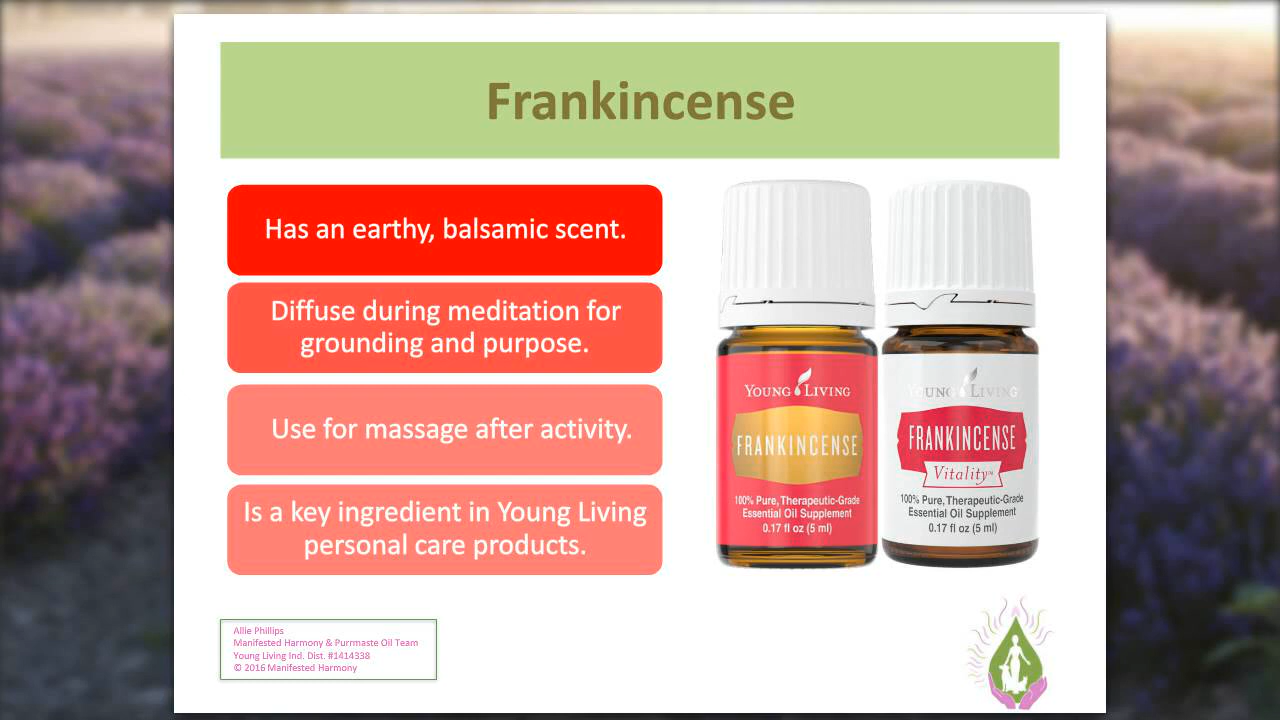 Frankincense
Has an earthy, balsamic scent.
Diffuse during meditation for
grounding and purpose.
Use for massage after activity.
Is a key ingredient in Young Living
personal care products.
YOUNG LIVING
FRANKINCENSE
100% Pure, Therapeutic-Grade
Essential Oil Supplement
0.17 fl oz (5 ml)
YOUNG LIVING
FRANKINCENSE
Vitality™
100% Pure, Therapeutic-Grade
Essential Oil Supplement
0.17 fl oz (5 ml)
Allie Phillips
Manifested Harmony & Purrmaste Oil Team
Young Living Ind. Dist. #1414338
© 2016 Manifested Harmony